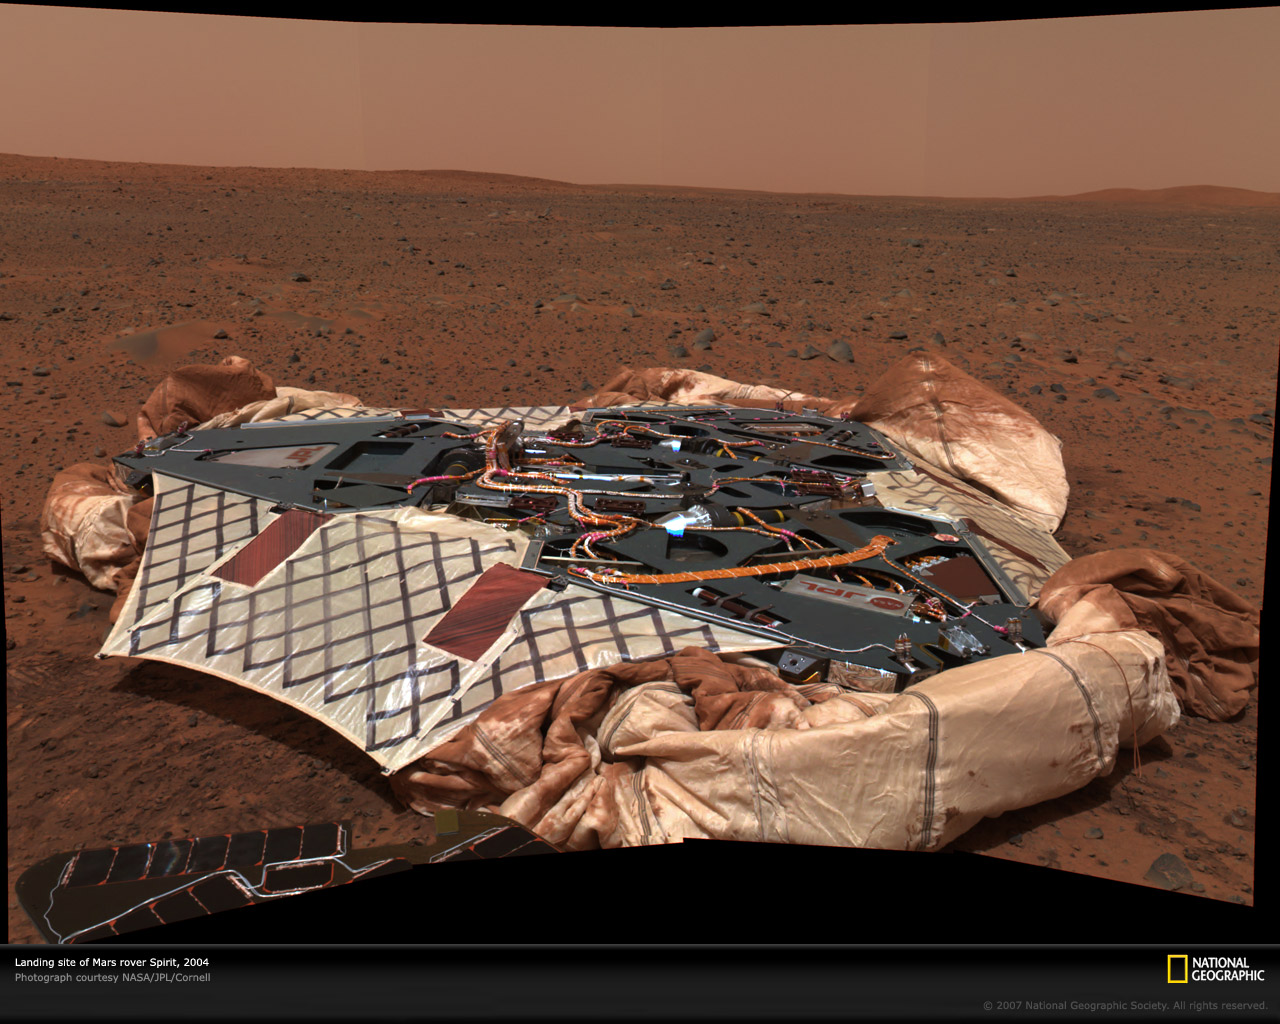 JPL
Landing site of Mars rover Spirit, 2004
Photograph courtesy NASA/JPL/Cornell
NATIONAL
GEOGRAPHIC
© 2007 National Geographic Society. All rights reserved.